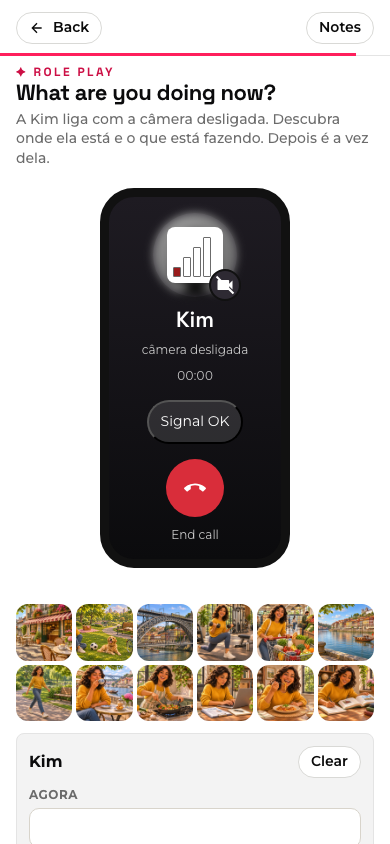 Back
Notes
ROLE PLAY
What are you doing now?
A Kim liga com a câmera desligada. Descubra
onde ela está e o que está fazendo. Depois é a vez
dela.
Kim
câmera desligada
00:00
Signal OK
End call
Kim
Clear
AGORA